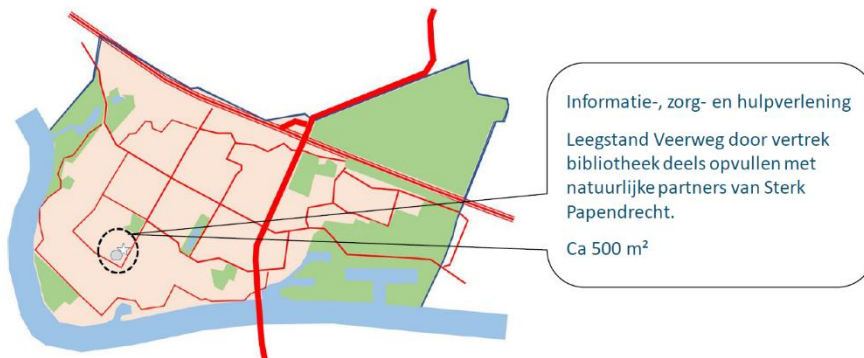 Informatie-, zorg- en hulpverlening
Leegstand Veerweg door vertrek
bibliotheek deels opvullen met
natuurlijke partners van Sterk
Papendrecht.
Ca 500 m²